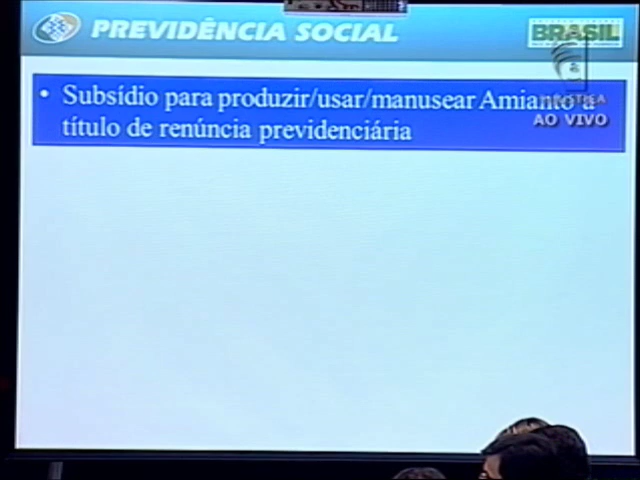 PREVIDÊNCIA SOCIAL
BRASIL
• Subsídio para produzir/usar/manusear Amianto a
título de renúncia previdenciária
AO VIVO